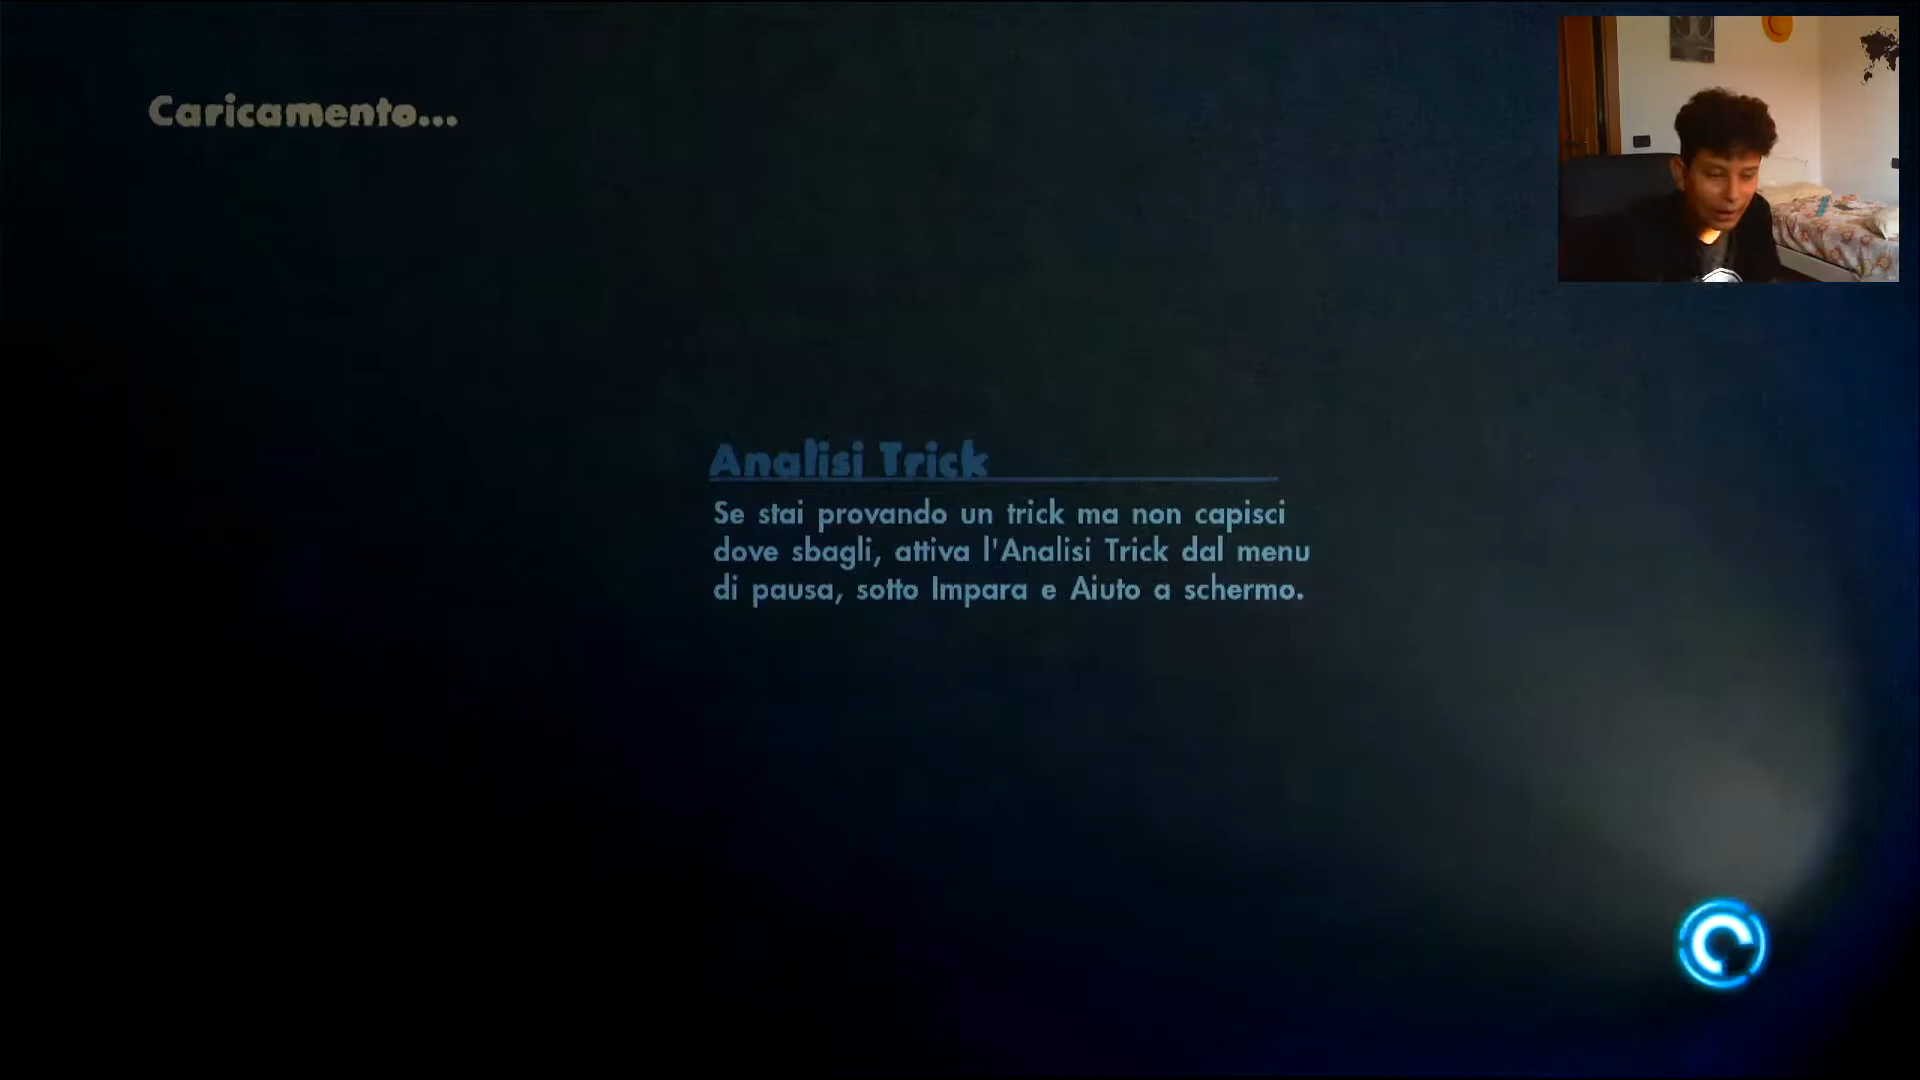 Caricamento...
Analisi Trick
Se stai provando un trick ma non capisci
dove sbagli, attiva l'Analisi Trick dal menu
di pausa, sotto Impara e Aiuto a schermo.